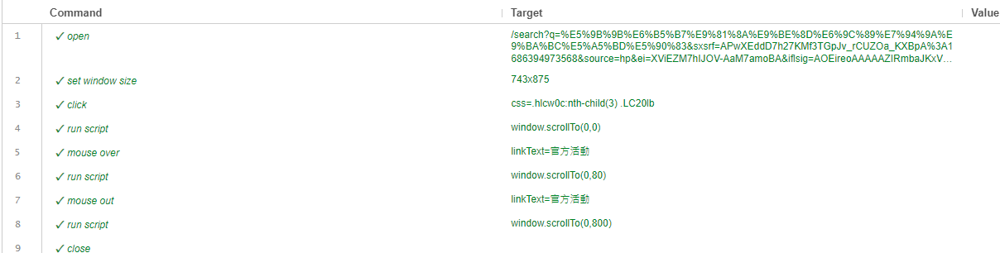 Command Target Value
1 ✓ open /search?q=%E5%9B%9B%E6%B5%B7%E9%81%8A%E9%BE%8D%E6%9C%89%E7%94%9A%E
9%BA%BC%E5%A5%BD%E5%90%83&sxsrf=APwXEddD7h27KMf3TGpJv_rCUZOa_KXBpA%3A1
686394973568&source=hp&ei=XViEZM7hIJOV-AaM7amoBA&iflsig=AOEireoAAAAAZIRmbaJKxV...
2 ✓ set window size 743x875
3 ✓ click css=.hlcw0c:nth-child(3) .LC20lb
4 ✓ run script window.scrollTo(0,0)
5 ✓ mouse over linkText=官方活動
6 ✓ run script window.scrollTo(0,80)
7 ✓ mouse out linkText=官方活動
8 ✓ run script window.scrollTo(0,800)
9 ✓ close